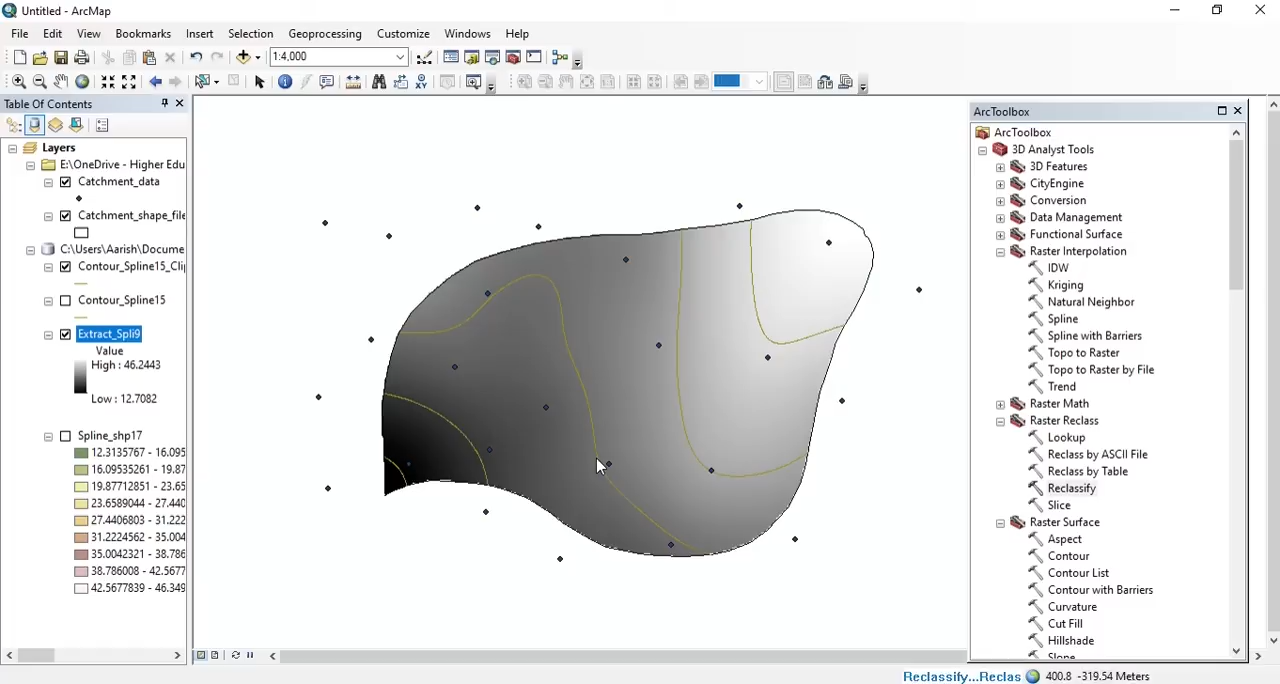 Untitled - ArcMap
File Edit View Bookmarks Insert Selection Geoprocessing Customize Windows Help
1:4,000
Table Of Contents
Layers
E:\OneDrive - Higher Edu
Catchment_data
Catchment_shape_file
C:\Users\Aarish\Docume
Contour_Spline15_Cli
Contour_Spline15
Extract_Spli9
Value
High : 46.2443
Low : 12.7082
Spline_shp17
12.3135767 - 16.095
16.09535261 - 19.87
19.87712851 - 23.65
23.6589044 - 27.440
27.4406803 - 31.222
31.2224562 - 35.004
35.0042321 - 38.786
38.786008 - 42.5677
42.5677839 - 46.349
ArcToolbox
ArcToolbox
3D Analyst Tools
3D Features
CityEngine
Conversion
Data Management
Functional Surface
Raster Interpolation
IDW
Kriging
Natural Neighbor
Spline
Spline with Barriers
Topo to Raster
Topo to Raster by File
Trend
Raster Math
Raster Reclass
Lookup
Reclass by ASCII File
Reclass by Table
Reclassify
Slice
Raster Surface
Aspect
Contour
Contour List
Contour with Barriers
Curvature
Cut Fill
Hillshade
Slope
Reclassify...Reclas 400.8 -319.54 Meters